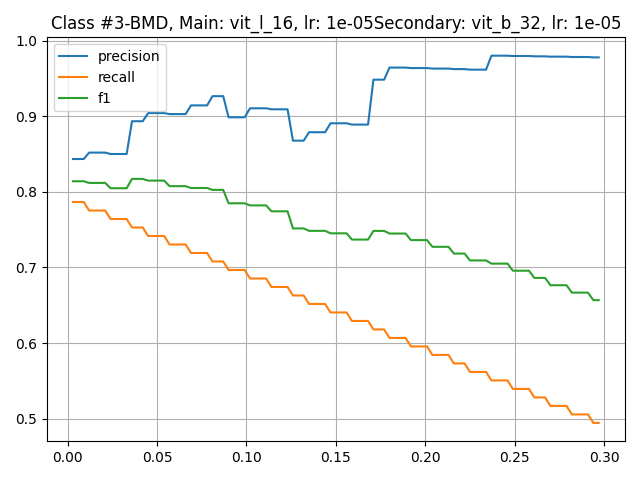 Class #3-BMD, Main: vit_l_16, lr: 1e-05Secondary: vit_b_32, lr: 1e-05
precision
recall
f1
1.0
0.9
0.8
0.7
0.6
0.5
0.00 0.05 0.10 0.15 0.20 0.25 0.30